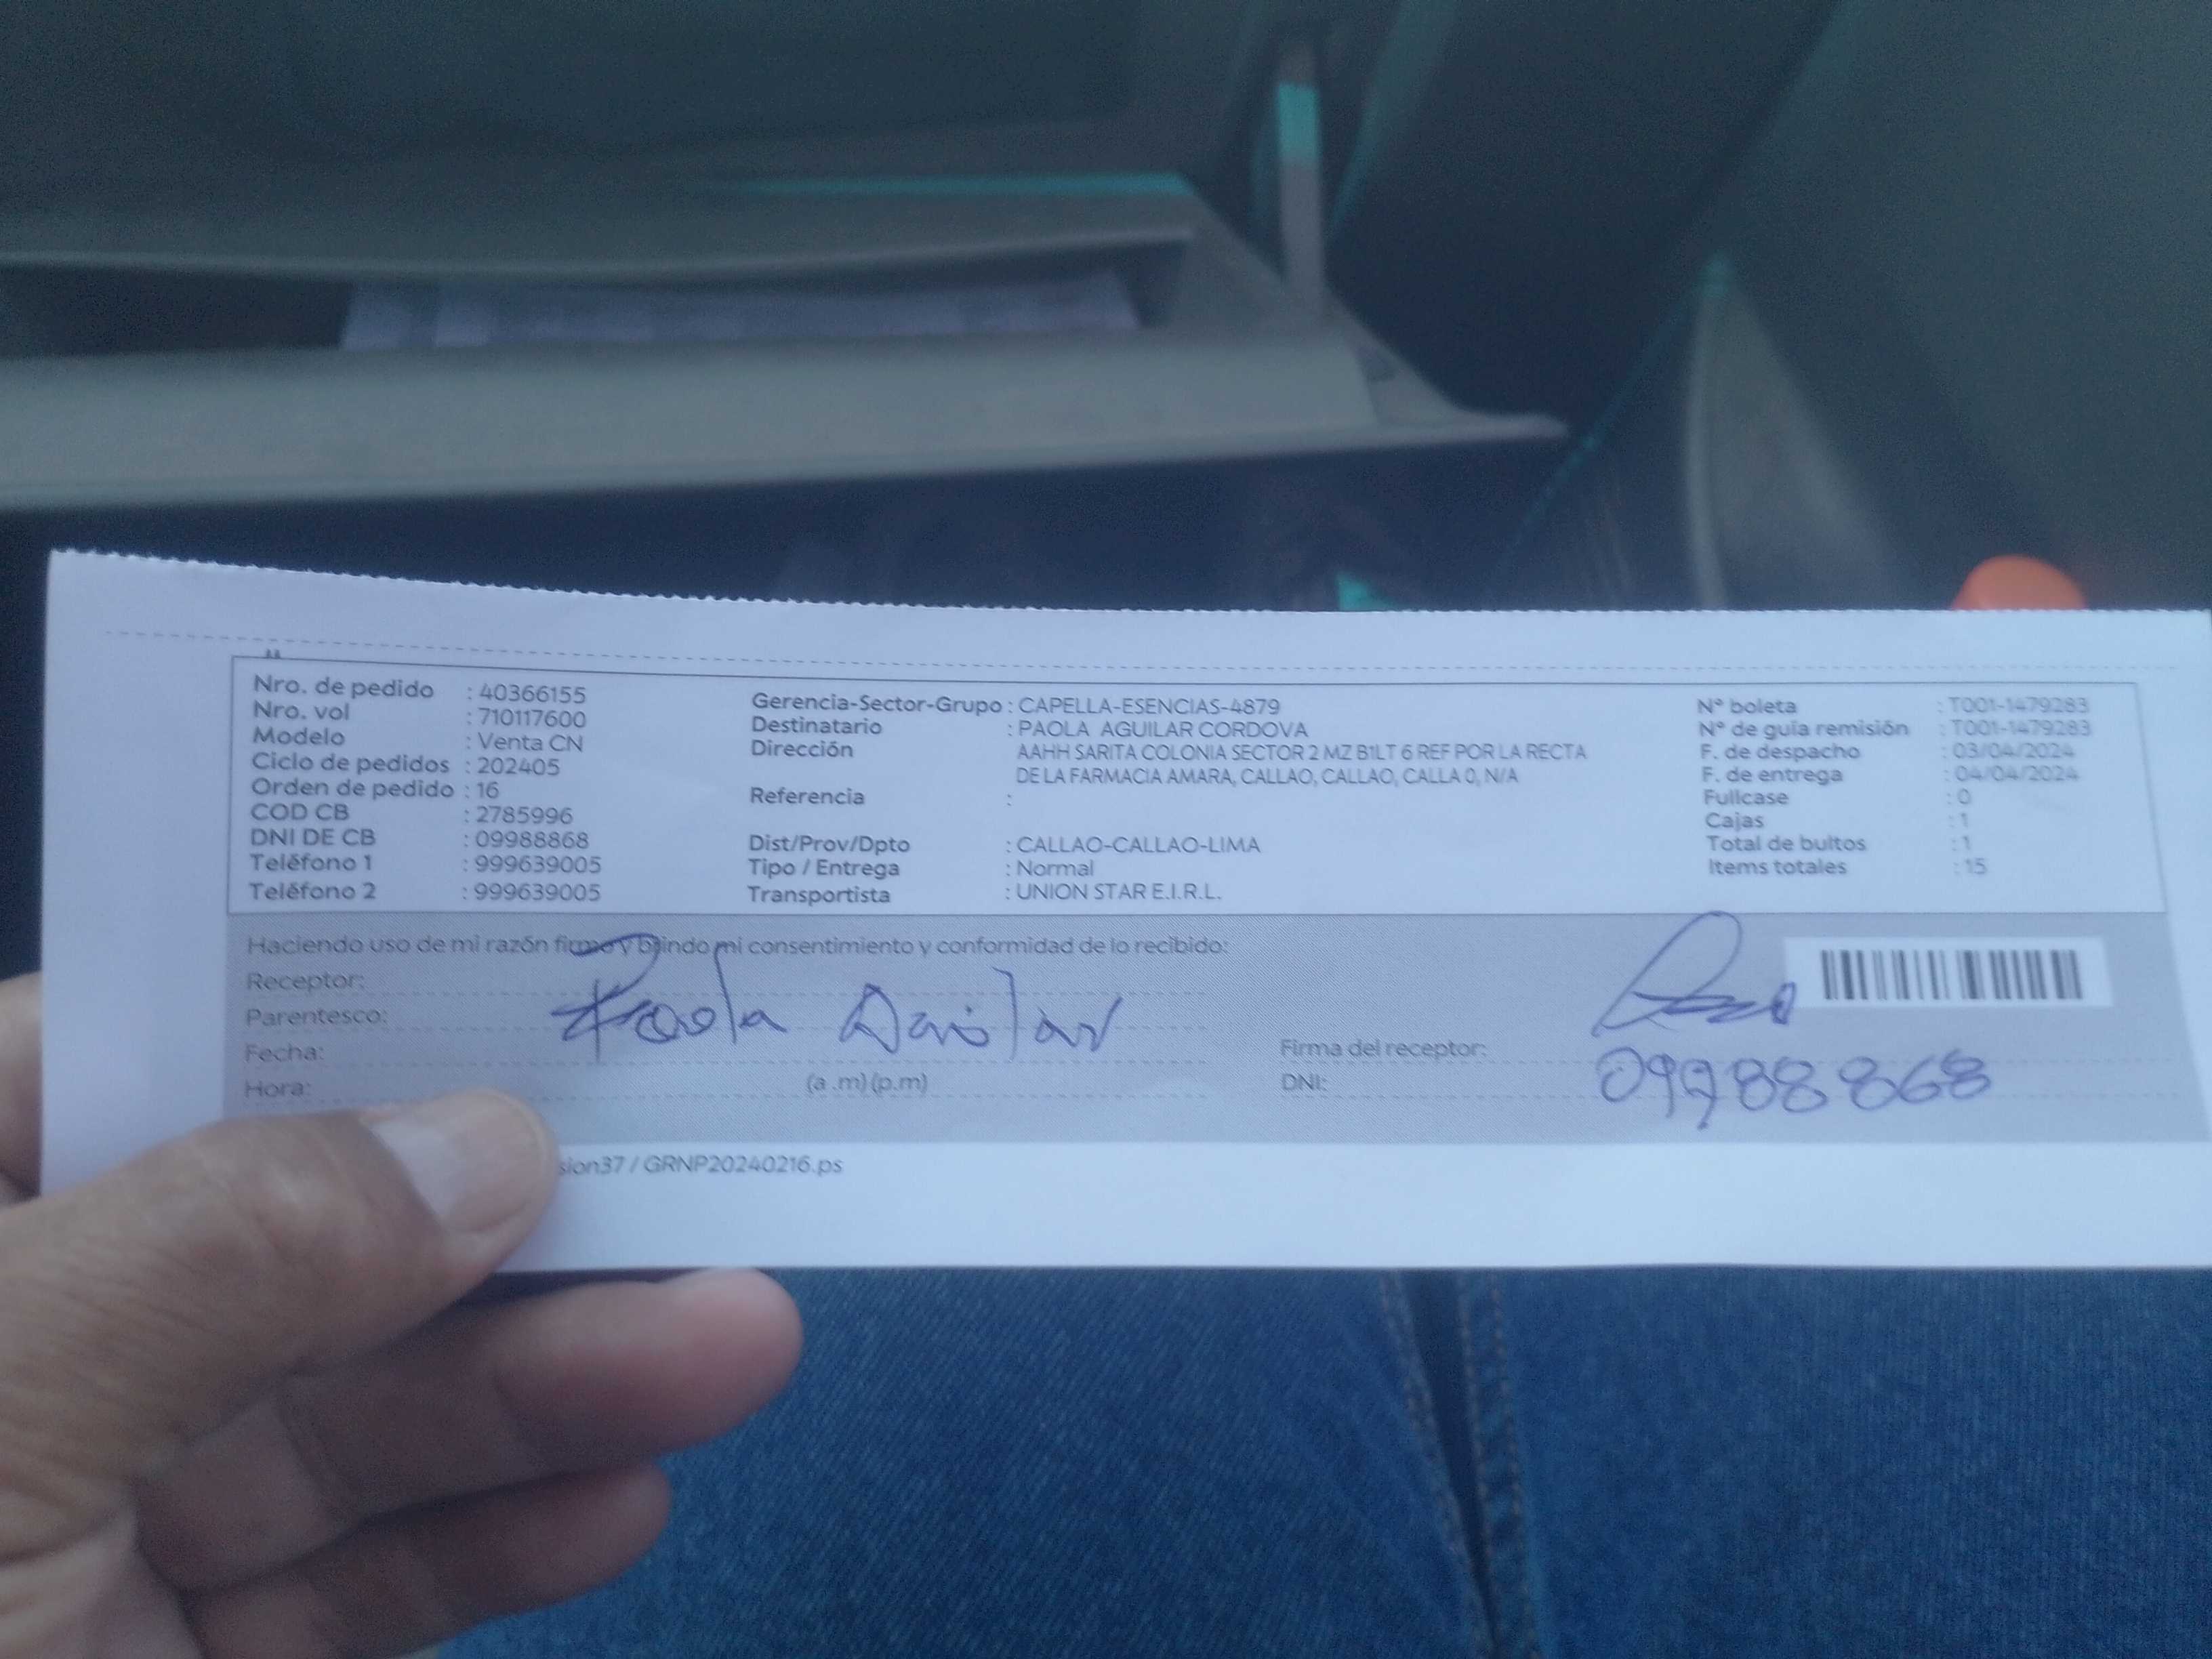 Nro. de pedido : 40366155
Nro. vol : 710117600
Modelo : Venta CN
Ciclo de pedidos : 202405
Orden de pedido : 16
COD CB : 2785996
DNI DE CB : 09988868
Teléfono 1 : 999639005
Teléfono 2 : 999639005
Gerencia-Sector-Grupo : CAPELLA-ESENCIAS-4879
Destinatario : PAOLA AGUILAR CORDOVA
Dirección AAHH SARITA COLONIA SECTOR 2 MZ B1LT 6 REF POR LA RECTA
DE LA FARMACIA AMARA, CALLAO, CALLAO, CALLA 0, N/A
Referencia :
Dist/Prov/Dpto : CALLAO-CALLAO-LIMA
Tipo / Entrega : Normal
Transportista : UNION STAR E.I.R.L.
N° boleta : T001-1479283
N° de guía remisión : T001-1479283
F. de despacho : 03/04/2024
F. de entrega : 04/04/2024
Fullcase : 0
Cajas : 1
Total de bultos : 1
Items totales : 15
Haciendo uso de mi razón firmo y brindo mi consentimiento y conformidad de lo recibido:
Receptor:
Parentesco:
Paola
Fecha:
Hora: (a .m) (p.m)
Firma del receptor:
DNI: 09988868
sion37 / GRNP20240216.ps